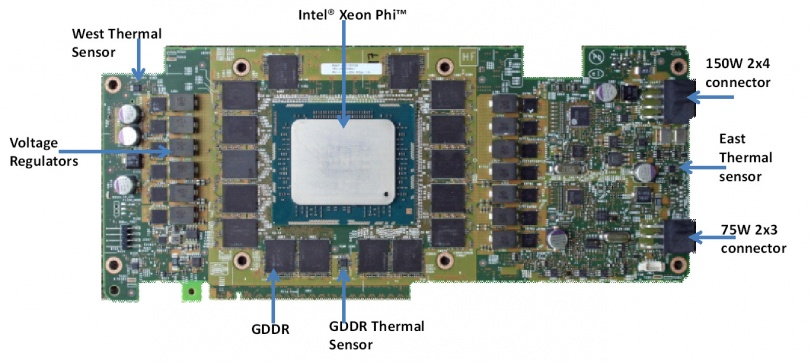 Intel® Xeon Phi™
West Thermal
Sensor
HF
150W 2x4
connector
Voltage
Regulators
East
Thermal
sensor
75W 2x3
connector
GDDR
GDDR Thermal
Sensor